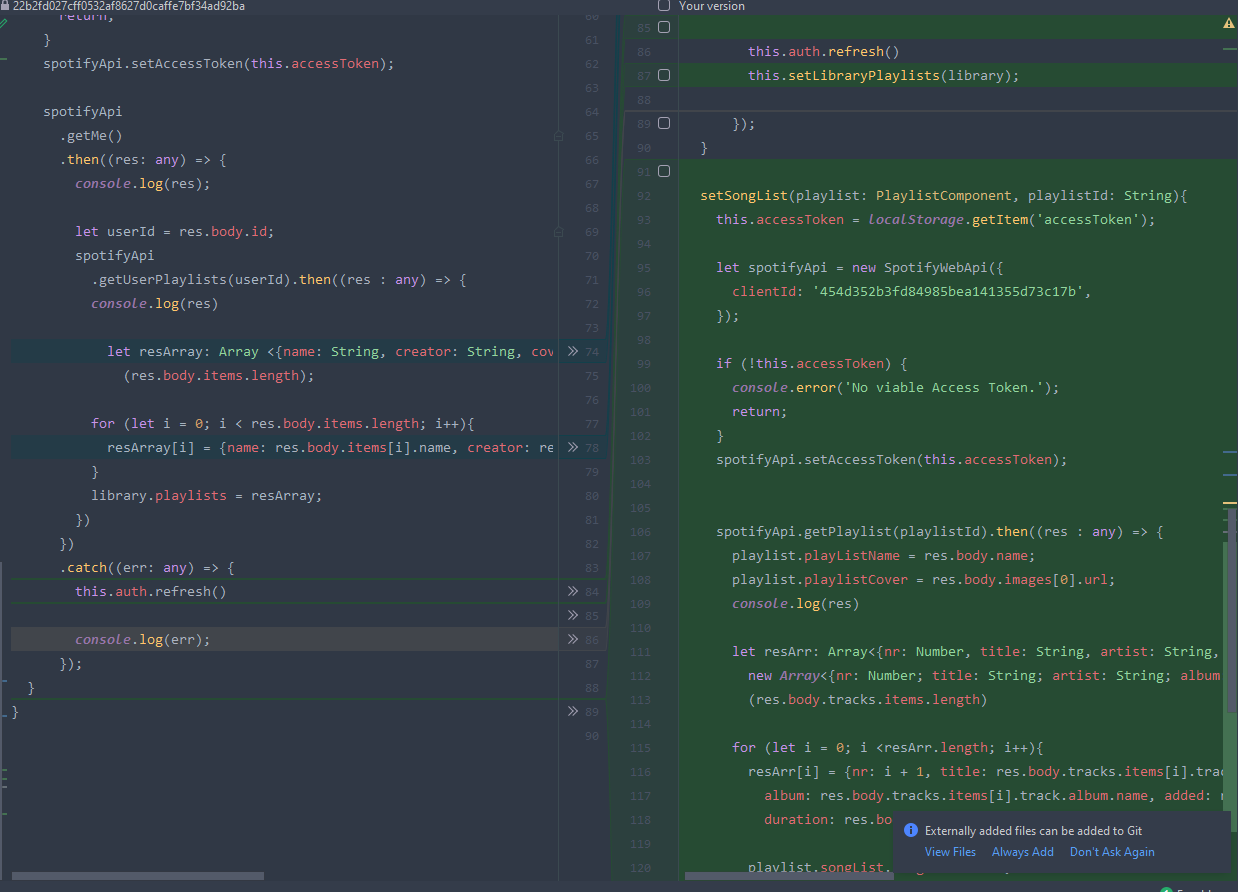 22b2fd027cff0532af8627d0caffe7bf34ad92ba
return;
60
}
61
spotifyApi.setAccessToken(this.accessToken);
62
63
spotifyApi
64
.getMe()
65
.then((res: any) => {
66
console.log(res);
67
68
let userId = res.body.id;
69
spotifyApi
70
.getUserPlaylists(userId).then((res : any) => {
71
console.log(res)
72
73
let resArray: Array <{name: String, creator: String, cov
74
(res.body.items.length);
75
76
for (let i = 0; i < res.body.items.length; i++){
77
resArray[i] = {name: res.body.items[i].name, creator: re
78
}
79
library.playlists = resArray;
80
})
81
})
82
.catch((err: any) => {
83
this.auth.refresh()
84
85
console.log(err);
86
});
87
}
88
}
89
90
Your version
85
86
this.auth.refresh()
87
this.setLibraryPlaylists(library);
88
89
});
90
}
91
92
setSongList(playlist: PlaylistComponent, playlistId: String){
93
this.accessToken = localStorage.getItem('accessToken');
94
95
let spotifyApi = new SpotifyWebApi({
96
clientId: '454d352b3fd84985bea141355d73c17b',
97
});
98
99
if (!this.accessToken) {
100
console.error('No viable Access Token.');
101
return;
102
}
103
spotifyApi.setAccessToken(this.accessToken);
104
105
106
spotifyApi.getPlaylist(playlistId).then((res : any) => {
107
playlist.playListName = res.body.name;
108
playlist.playlistCover = res.body.images[0].url;
109
console.log(res)
110
111
let resArr: Array<{nr: Number, title: String, artist: String,
112
new Array<{nr: Number; title: String; artist: String; album
113
(res.body.tracks.items.length)
114
115
for (let i = 0; i <resArr.length; i++){
116
resArr[i] = {nr: i + 1, title: res.body.tracks.items[i].trac
117
album: res.body.tracks.items[i].track.album.name, added:
118
duration: res.bo
119
120
playlist.songList.
Externally added files can be added to Git
View Files Always Add Don't Ask Again